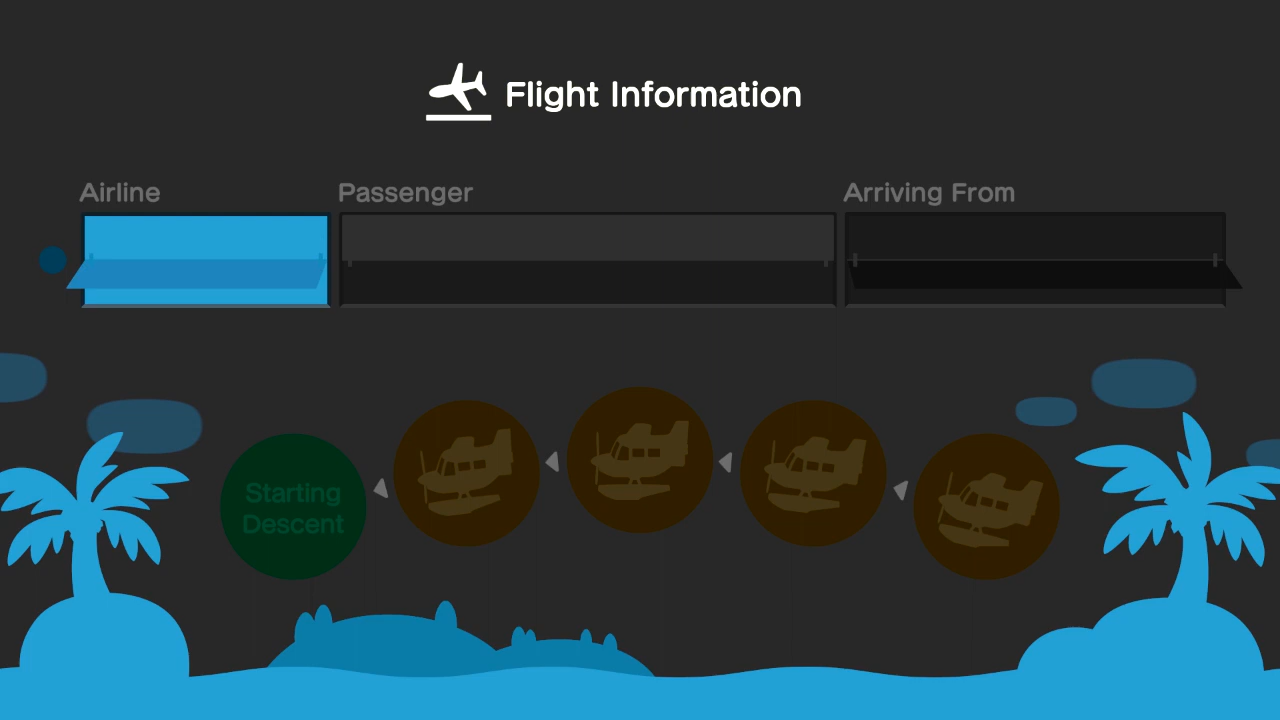 Flight Information
Airline
Passenger
Arriving From
Starting
Descent